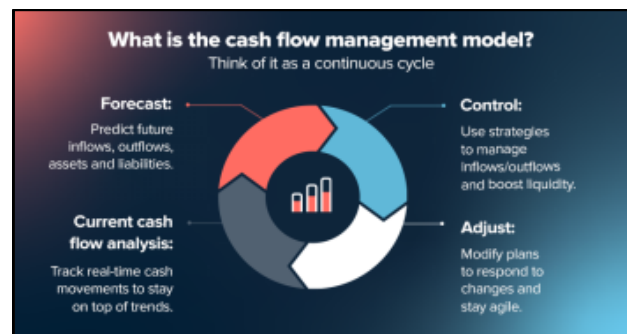 What is the cash flow management model?
Think of it as a continuous cycle
Forecast:
Predict future
inflows, outflows,
assets and liabilities.
Control:
Use strategies
to manage
inflows/outflows
and boost liquidity.
Current cash
flow analysis:
Track real-time cash
movements to stay
on top of trends.
Adjust:
Modify plans
to respond to
changes and
stay agile.